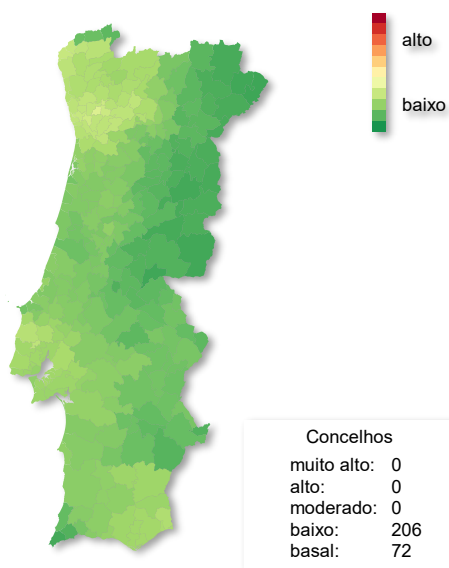 alto
baixo
Concelhos
muito alto: 0
alto: 0
moderado: 0
baixo: 206
basal: 72